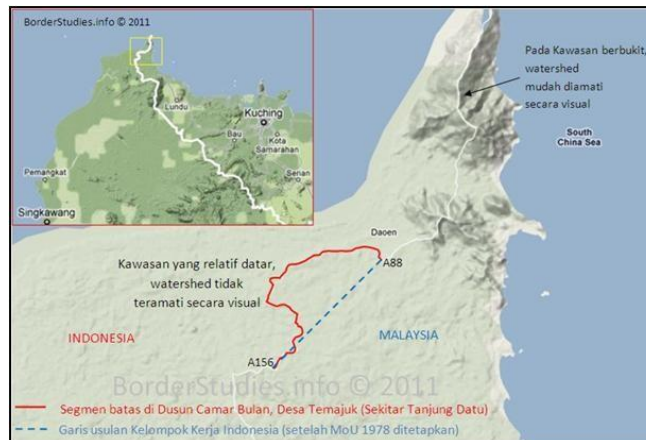 BorderStudies.info © 2011
Lundu
Kuching
Bau
Kota
Samarahan
Serian
Pemangkat
Singkawang
Pada Kawasan berbukit,
watershed
mudah diamati
secara visual
South
China Sea
Daoen
A88
Kawasan yang relatif datar,
watershed tidak
teramati secara visual
INDONESIA
MALAYSIA
A156
BorderStudies.info © 2011
Segmen batas di Dusun Camar Bulan, Desa Temajuk (Sekitar Tanjung Datu)
Garis usulan Kelompok Kerja Indonesia (setelah MoU 1978 ditetapkan)